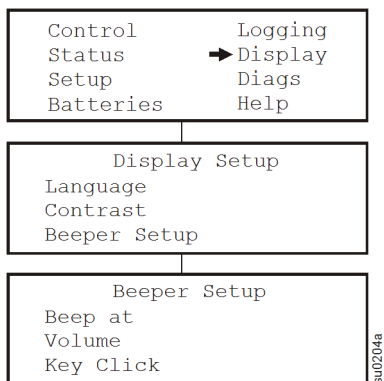 Control Logging
Status Display
Setup Diags
Batteries Help
Display Setup
Language
Contrast
Beeper Setup
Beeper Setup
Beep at
Volume
Key Click
su0204a